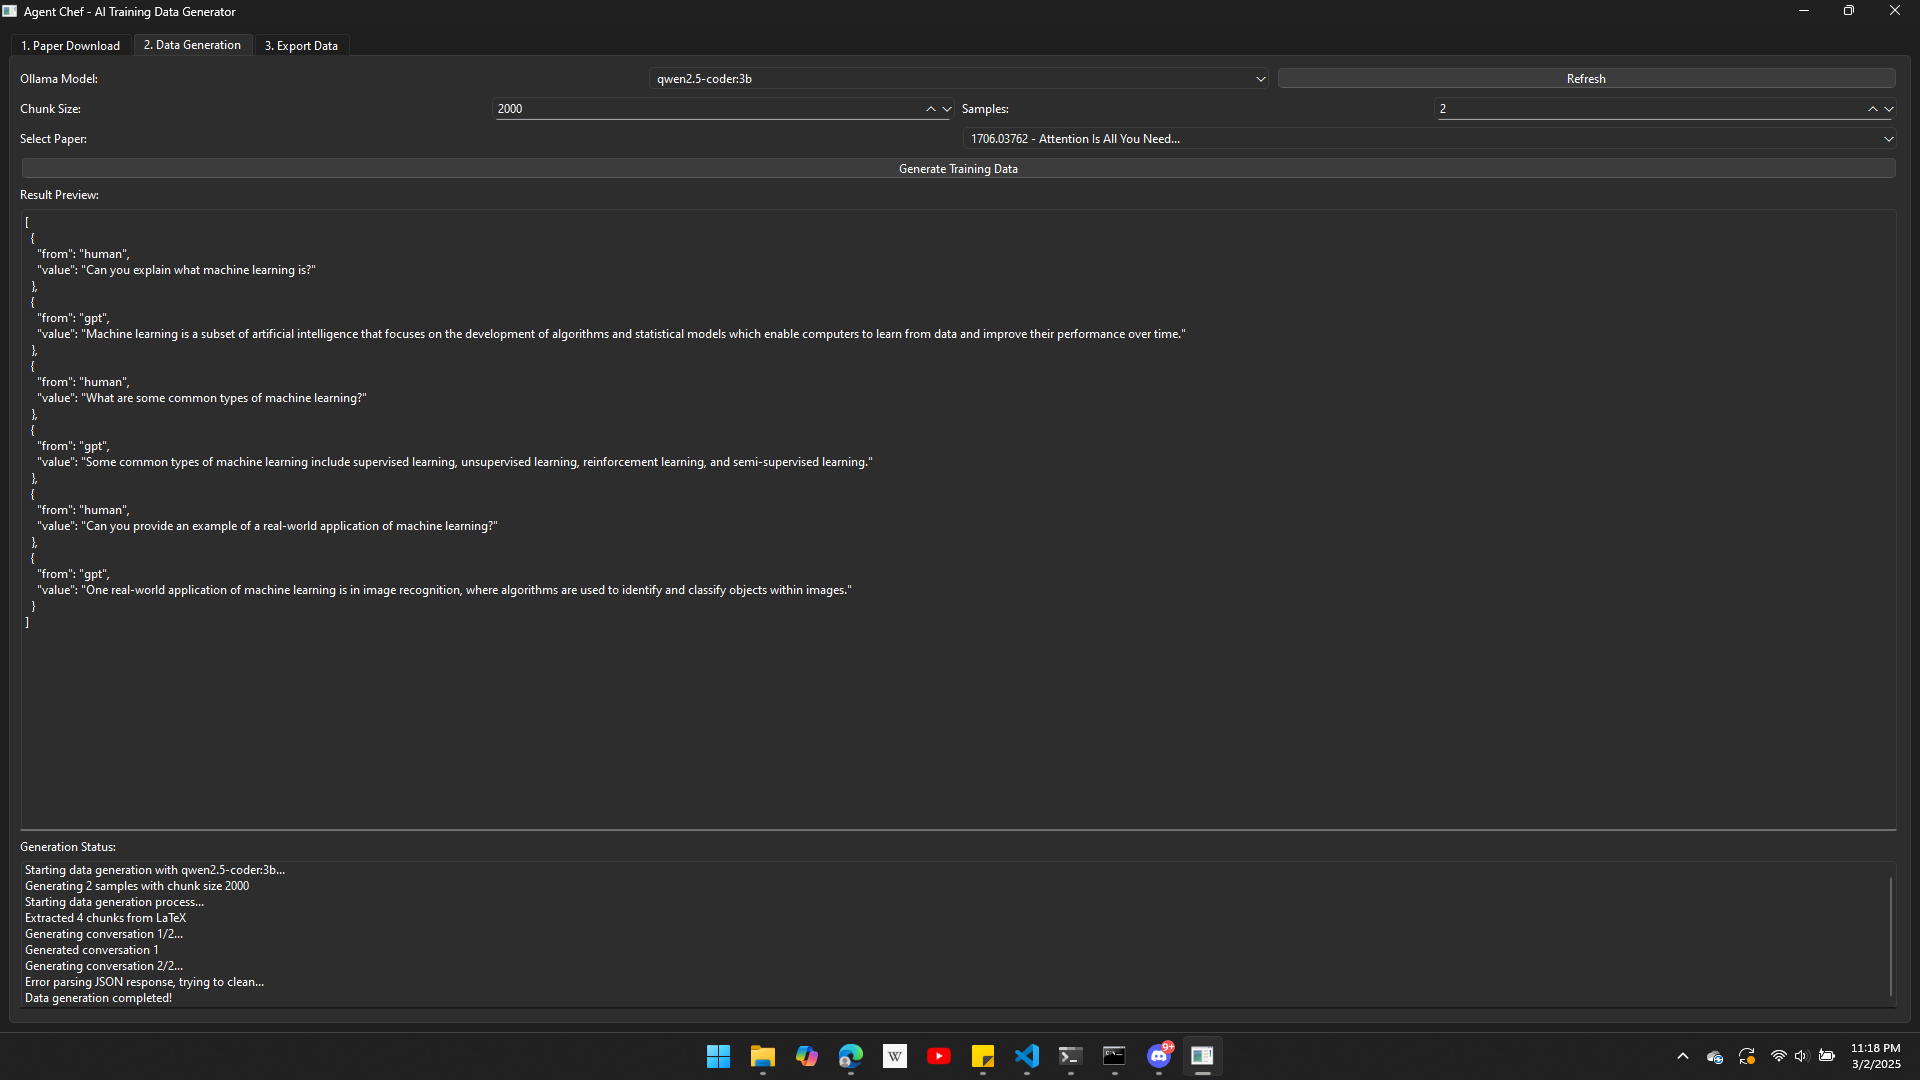 Agent Chef - AI Training Data Generator
1. Paper Download
2. Data Generation
3. Export Data
Ollama Model:
qwen2.5-coder:3b
Refresh
Chunk Size:
2000
Samples:
2
Select Paper:
1706.03762 - Attention Is All You Need...
Generate Training Data
Result Preview:
[
{
"from": "human",
"value": "Can you explain what machine learning is?"
},
{
"from": "gpt",
"value": "Machine learning is a subset of artificial intelligence that focuses on the development of algorithms and statistical models which enable computers to learn from data and improve their performance over time."
},
{
"from": "human",
"value": "What are some common types of machine learning?"
},
{
"from": "gpt",
"value": "Some common types of machine learning include supervised learning, unsupervised learning, reinforcement learning, and semi-supervised learning."
},
{
"from": "human",
"value": "Can you provide an example of a real-world application of machine learning?"
},
{
"from": "gpt",
"value": "One real-world application of machine learning is in image recognition, where algorithms are used to identify and classify objects within images."
}
]
Generation Status:
Starting data generation with qwen2.5-coder:3b...
Generating 2 samples with chunk size 2000
Starting data generation process...
Extracted 4 chunks from LaTeX
Generating conversation 1/2...
Generated conversation 1
Generating conversation 2/2...
Error parsing JSON response, trying to clean...
Data generation completed!
W
9+
11:18 PM
3/2/2025